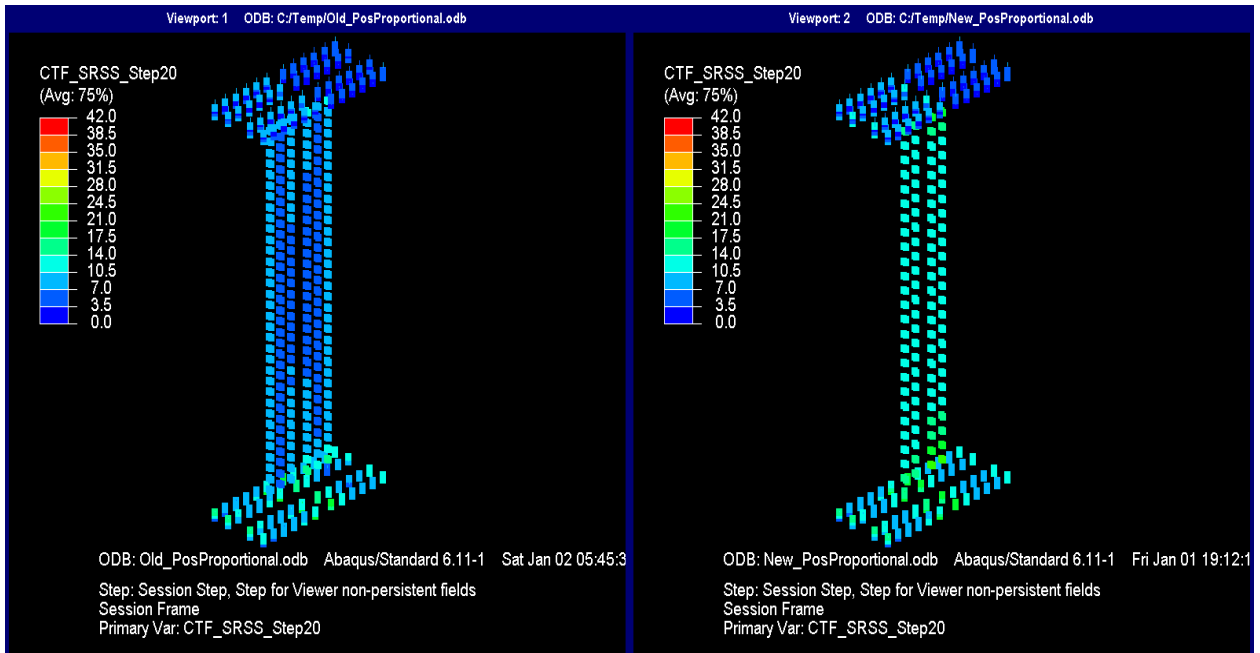 Viewport: 1 ODB: C:/Temp/Old_PosProportional.odb
CTF_SRSS_Step20
(Avg: 75%)
42.0
38.5
35.0
31.5
28.0
24.5
21.0
17.5
14.0
10.5
7.0
3.5
0.0
ODB: Old_PosProportional.odb Abaqus/Standard 6.11-1 Sat Jan 02 05:45:3
Step: Session Step, Step for Viewer non-persistent fields
Session Frame
Primary Var: CTF_SRSS_Step20
Viewport: 2 ODB: C:/Temp/New_PosProportional.odb
CTF_SRSS_Step20
(Avg: 75%)
42.0
38.5
35.0
31.5
28.0
24.5
21.0
17.5
14.0
10.5
7.0
3.5
0.0
ODB: New_PosProportional.odb Abaqus/Standard 6.11-1 Fri Jan 01 19:12:1
Step: Session Step, Step for Viewer non-persistent fields
Session Frame
Primary Var: CTF_SRSS_Step20